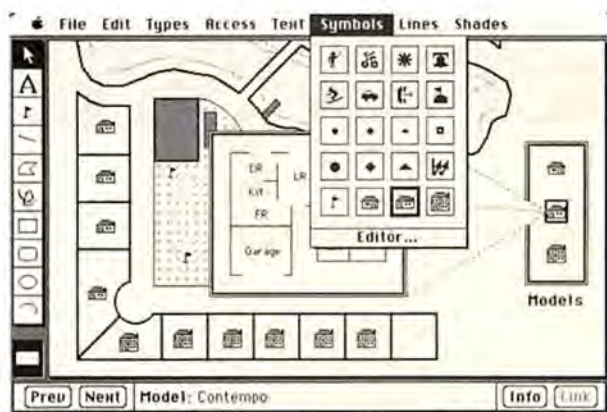 File Edit Types Access Text Symbols Lines Shades
A
DR
LR
Kit
FR
Garage
Editor...
Models
Prev Next Model: Contempo Info Link